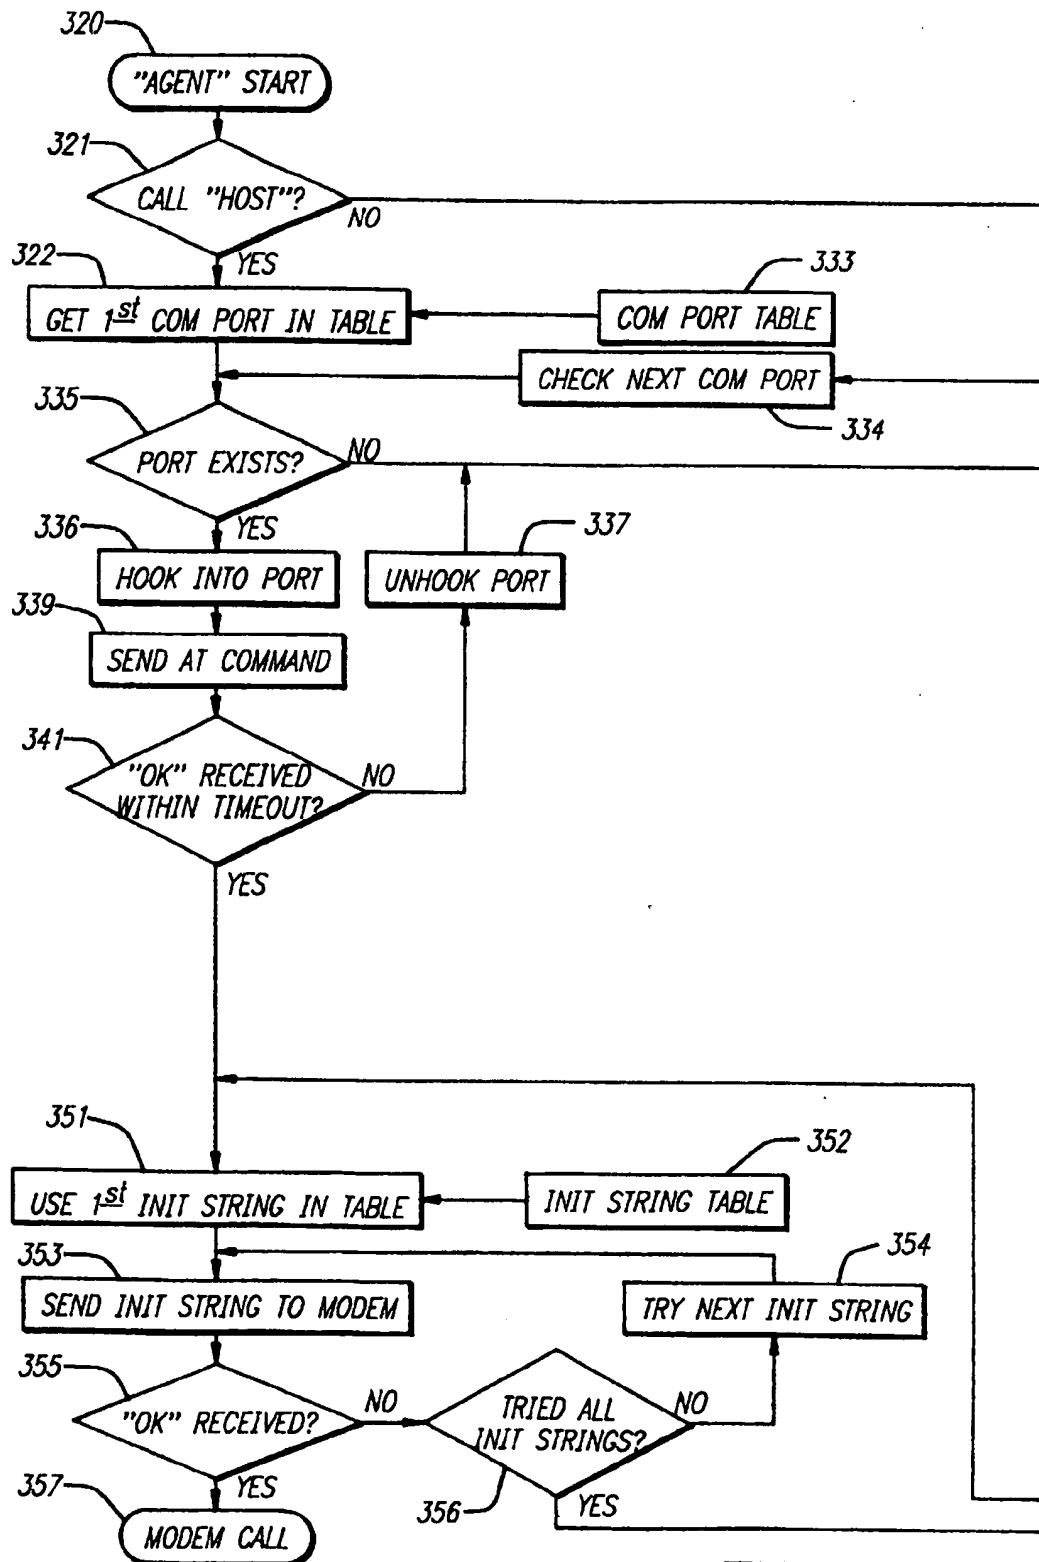 320
"AGENT" START
321
CALL "HOST"?
NO
YES
322
333
GET 1st COM PORT IN TABLE
COM PORT TABLE
CHECK NEXT COM PORT
335
334
PORT EXISTS?
NO
YES
336
337
HOOK INTO PORT
UNHOOK PORT
339
SEND AT COMMAND
341
"OK" RECEIVED
WITHIN TIMEOUT?
NO
YES
351
352
USE 1st INIT STRING IN TABLE
INIT STRING TABLE
353
354
SEND INIT STRING TO MODEM
TRY NEXT INIT STRING
355
"OK" RECEIVED?
NO
TRIED ALL
INIT STRINGS?
NO
YES
356
YES
357
MODEM CALL